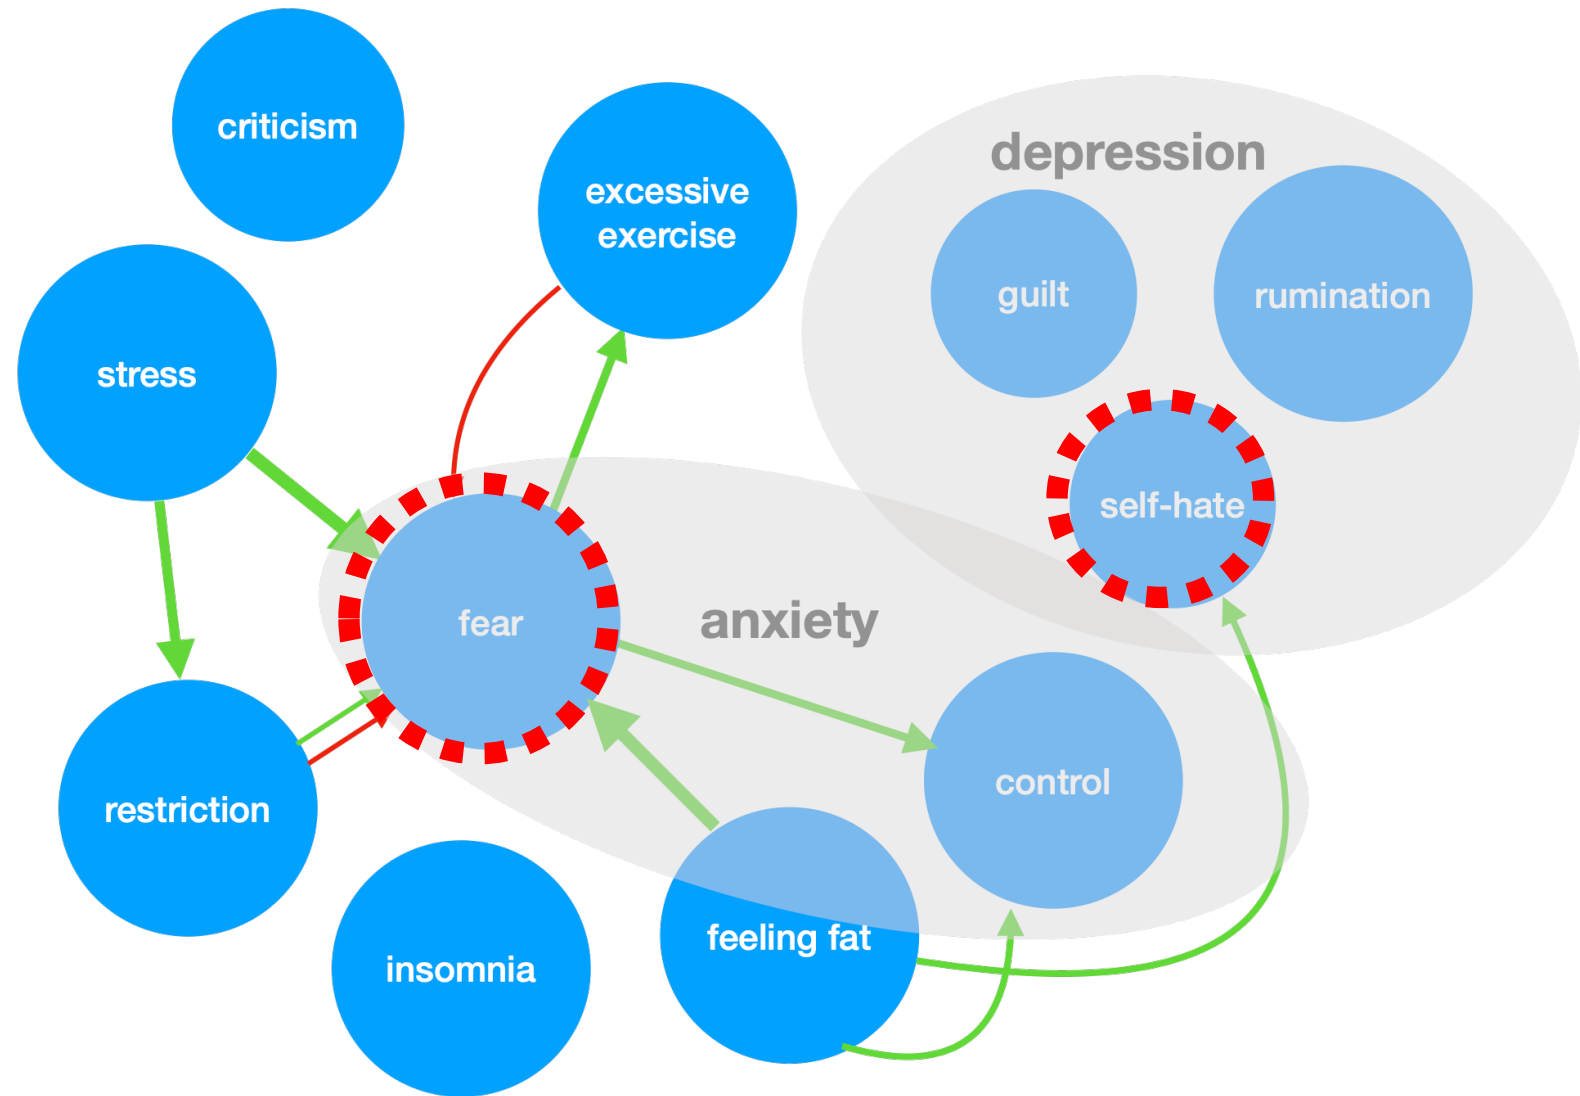 criticism
excessive
exercise
depression
guilt
rumination
stress
self-hate
fear
anxiety
control
restriction
feeling fat
insomnia